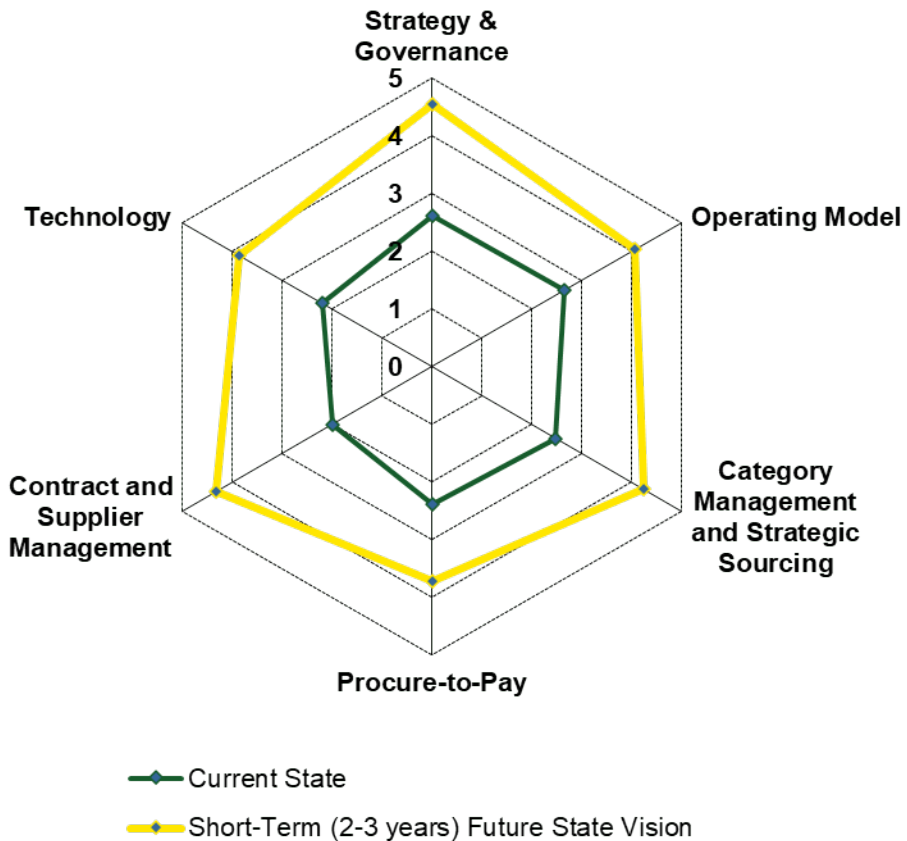 Strategy &
Governance
5
4
3
2
1
0
Technology
Operating Model
Contract and
Supplier
Management
Category
Management
and Strategic
Sourcing
Procure-to-Pay
Current State
Short-Term (2-3 years) Future State Vision